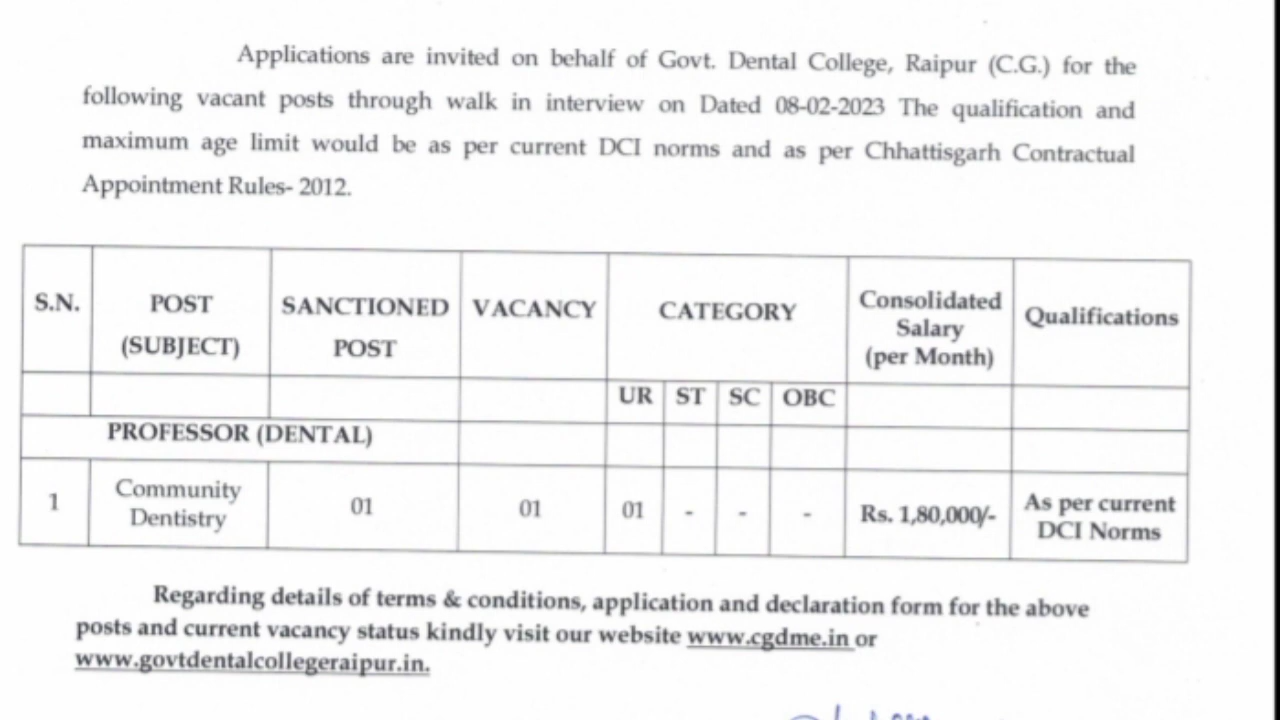 Applications are invited on behalf of Govt. Dental College, Raipur (C.G.) for the
following vacant posts through walk in interview on Dated 08-02-2023 The qualification and
maximum age limit would be as per current DCI norms and as per Chhattisgarh Contractual
Appointment Rules- 2012.
S.N. POST (SUBJECT) SANCTIONED POST VACANCY CATEGORY Consolidated Salary (per Month) Qualifications
UR ST SC OBC
PROFESSOR (DENTAL)
1 Community Dentistry 01 01 01 - - - Rs. 1,80,000/- As per current DCI Norms
Regarding details of terms & conditions, application and declaration form for the above
posts and current vacancy status kindly visit our website www.cgdme.in or
www.govtdentalcollegeraipur.in.